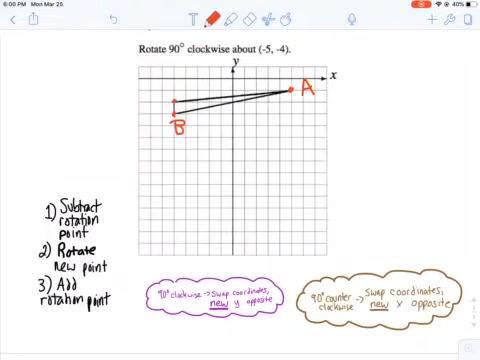 6:00 PM Mon Mar 25
40%
T
Rotate 90° clockwise about (-5, -4).
y
x
A
B
1) Subtract
rotation
point
2) Rotate
new point
3) Add
rotation point
90° clockwise → Swap coordinates,
new y opposite
90° counter clockwise → Swap coordinates,
new x opposite